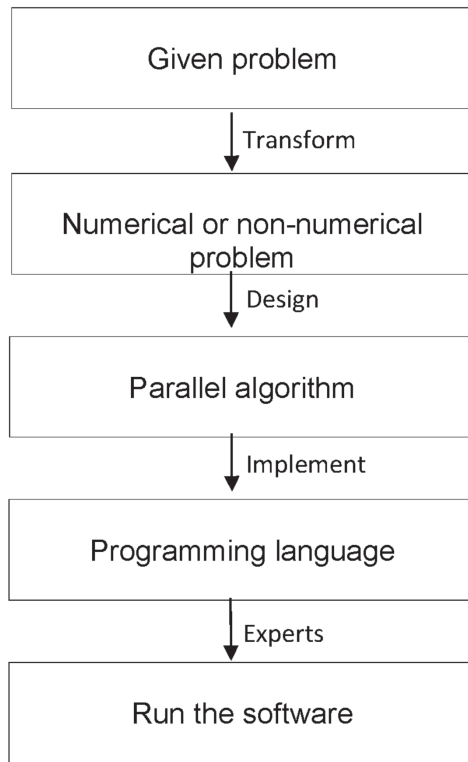 Given problem
Transform
Numerical or non-numerical
problem
Design
Parallel algorithm
Implement
Programming language
Experts
Run the software